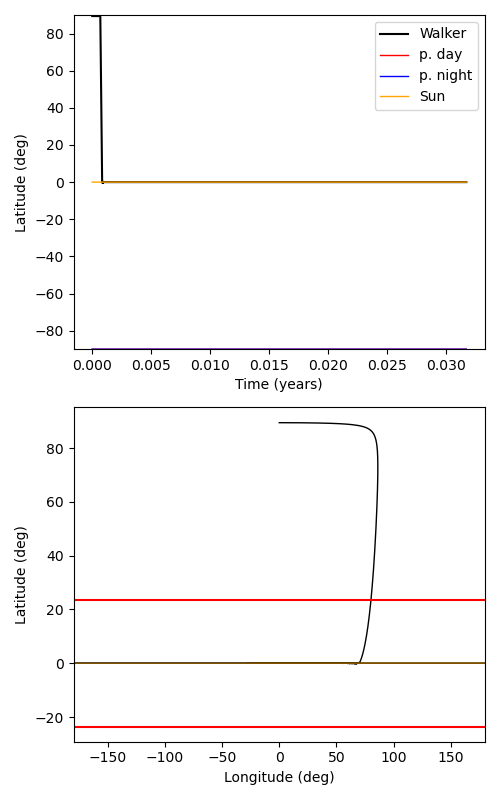 80
60
40
20
0
−20
−40
−60
−80
Latitude (deg)
Walker
p. day
p. night
Sun
0.000 0.005 0.010 0.015 0.020 0.025 0.030
Time (years)
80
60
40
20
0
−20
Latitude (deg)
−150 −100 −50 0 50 100 150
Longitude (deg)